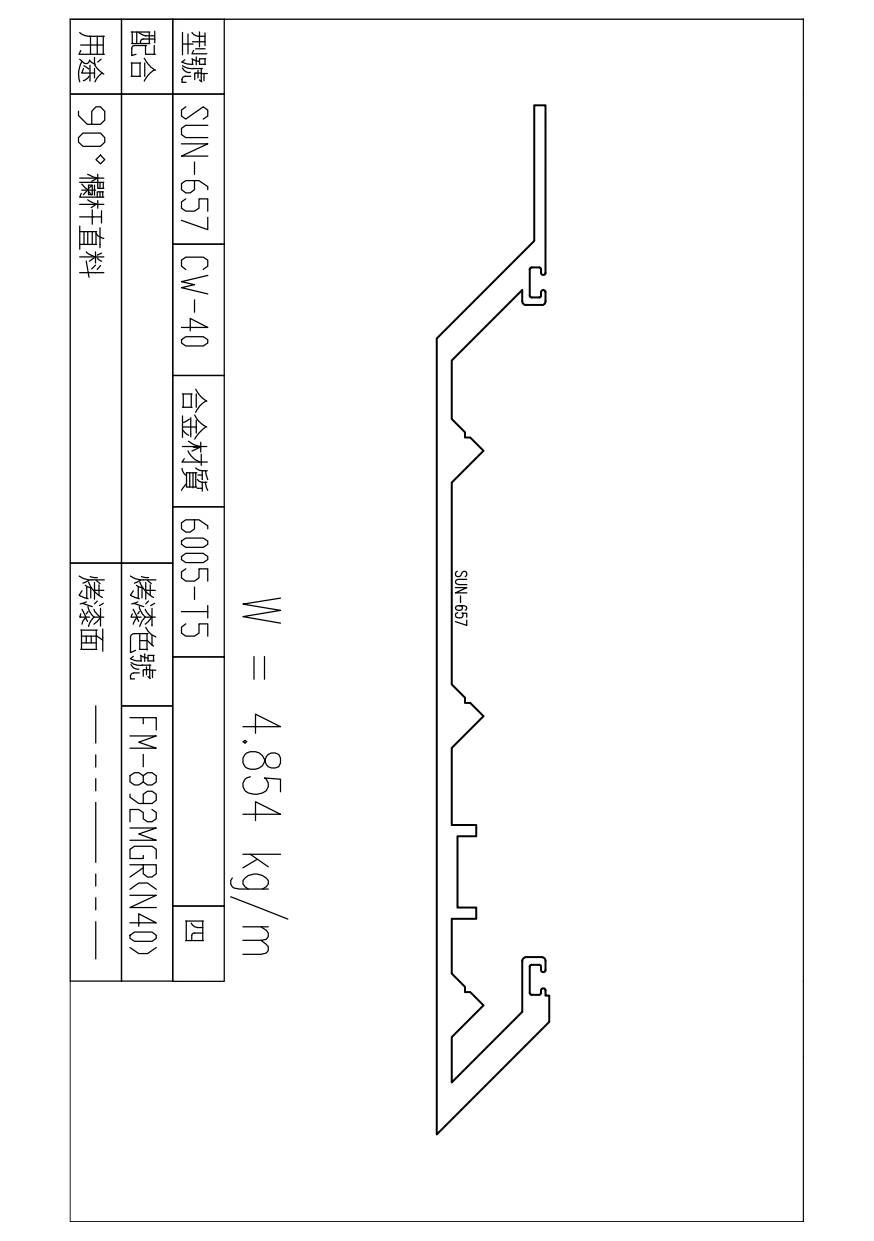 SUN-657
W = 4.854 kg/m
型號 SUN-657 CW-40 合金材質 6005-T5 四
配合 烤漆色號 FM-892MGR(N40)
用途 90°欄杆直料 烤漆面